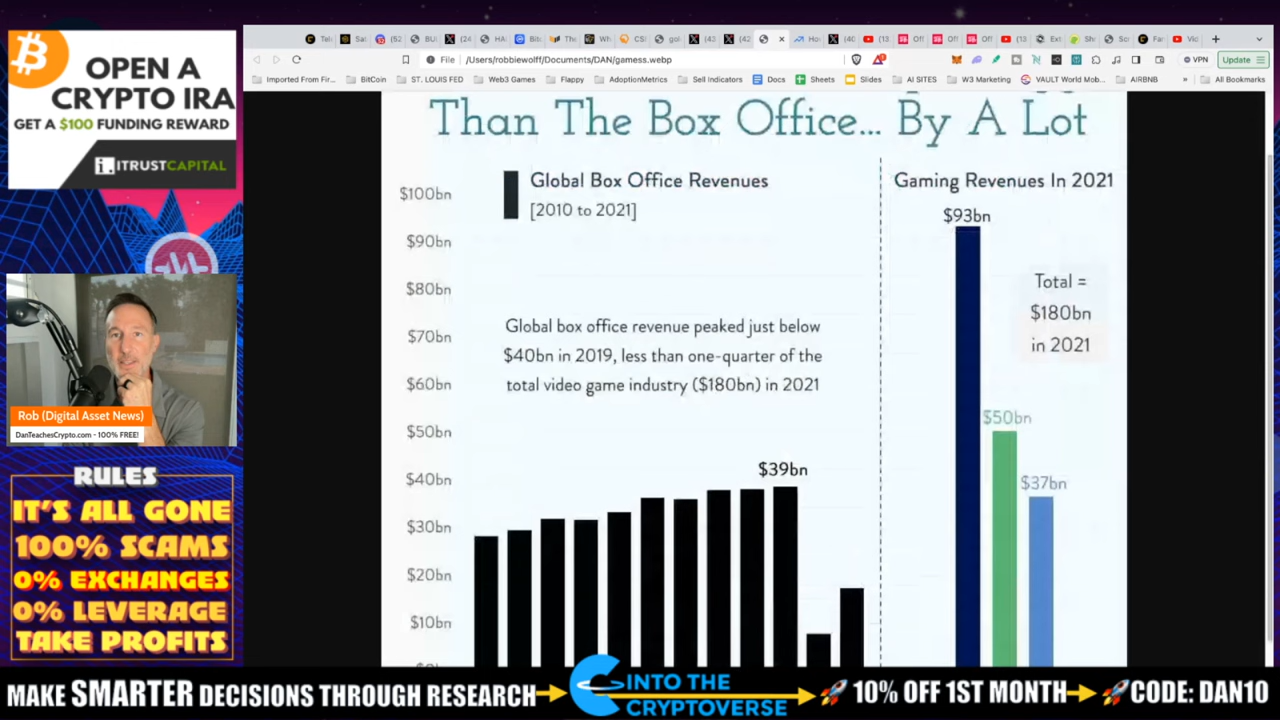 OPEN A
CRYPTO IRA
GET A $100 FUNDING REWARD
ITRUSTCAPITAL
Rob (Digital Asset News)
DanTeachesCrypto.com - 100% FREE!
RULES
IT'S ALL GONE
100% SCAMS
0% EXCHANGES
0% LEVERAGE
TAKE PROFITS
File
/Users/robbiewolff/Documents/DAN/gamess.webp
VPN
Update
Imported From Fir...
BitCoin
ST. LOUIS FED
Web3 Games
Flappy
AdoptionMetrics
Sell Indicators
Docs
Sheets
Slides
AI SITES
W3 Marketing
VAULT World Mob...
AIRBNB
All Bookmarks
Than The Box Office... By A Lot
Global Box Office Revenues
[2010 to 2021]
$100bn
$90bn
$80bn
$70bn
$60bn
$50bn
$40bn
$30bn
$20bn
$10bn
Global box office revenue peaked just below
$40bn in 2019, less than one-quarter of the
total video game industry ($180bn) in 2021
$39bn
Gaming Revenues In 2021
$93bn
Total =
$180bn
in 2021
$50bn
$37bn
MAKE SMARTER DECISIONS THROUGH RESEARCH
INTO THE
CRYPTOVERSE
10% OFF 1ST MONTH
CODE: DAN10